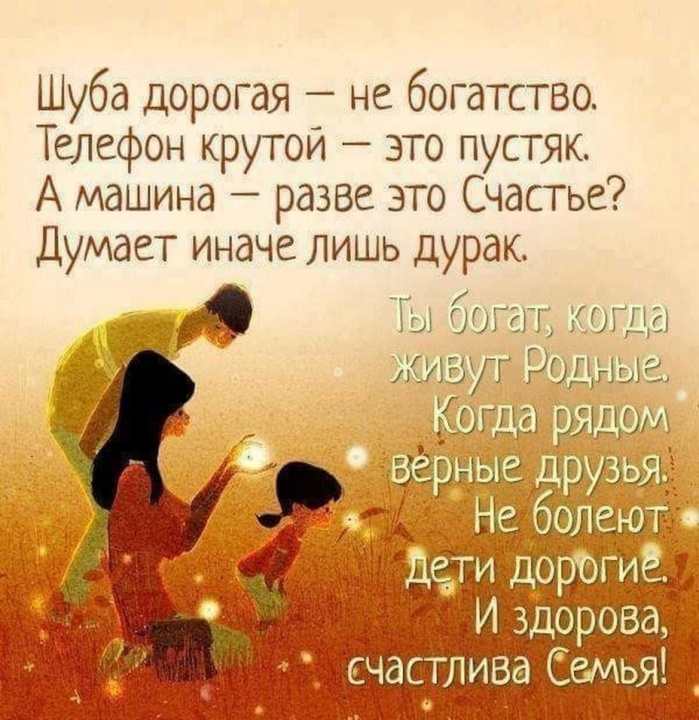 Шуба дорогая – не богатство.
Телефон крутой – это пустяк.
А машина – разве это Счастье?
Думает иначе лишь дурак.
Ты богат, когда
живут Родные.
Когда рядом
верные друзья.
Не болеют
дети дорогие.
И здорова,
счастлива Семья!